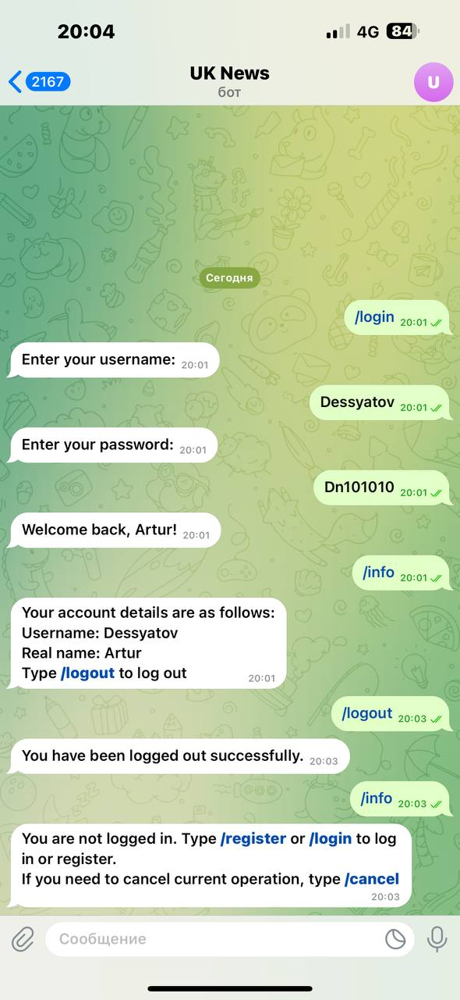 20:04
4G 84
2167
UK News
U
бот
Сегодня
/login 20:01
Enter your username: 20:01
Dessyatov 20:01
Enter your password: 20:01
Dn101010 20:01
Welcome back, Artur! 20:01
/info 20:01
Your account details are as follows:
Username: Dessyatov
Real name: Artur
Type /logout to log out 20:01
/logout 20:03
You have been logged out successfully. 20:03
/info 20:03
You are not logged in. Type /register or /login to log
in or register.
If you need to cancel current operation, type /cancel
20:03
Сообщение